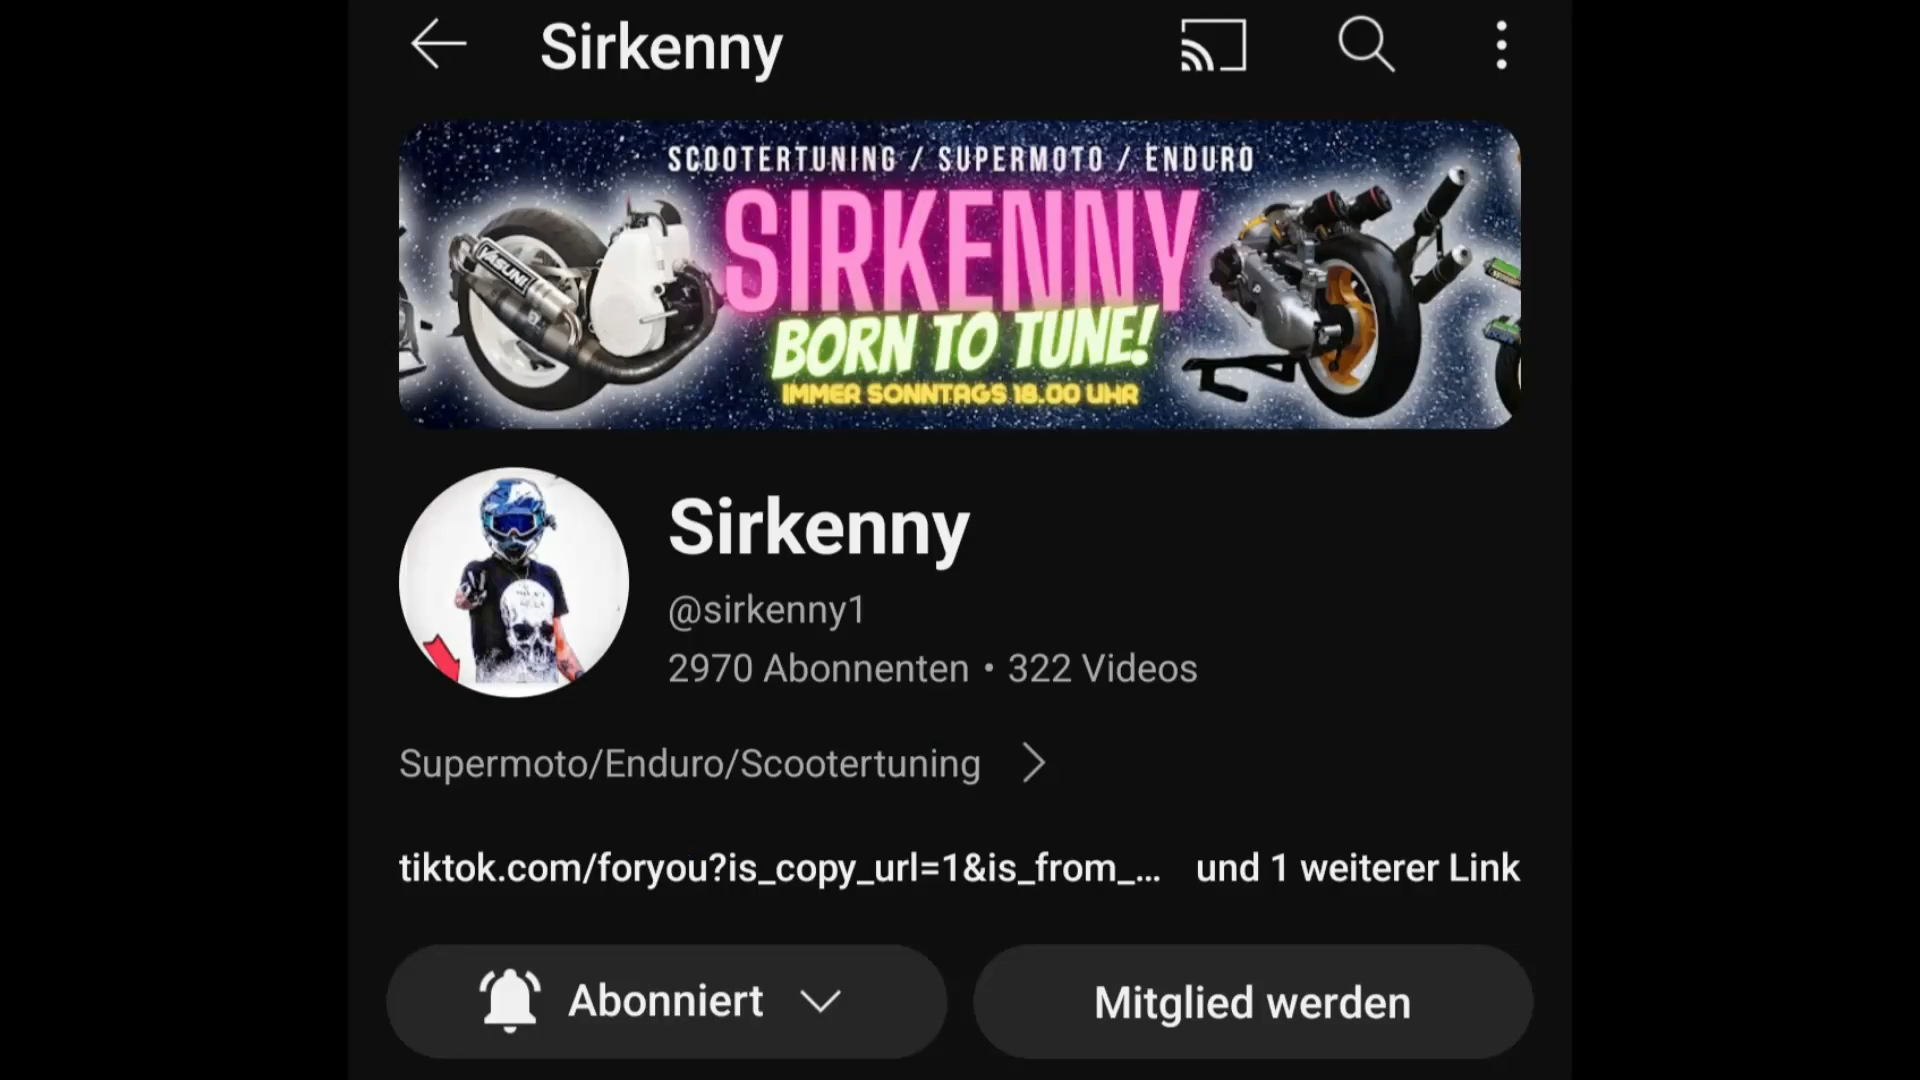 Sirkenny
SCOOTERTUNING / SUPERMOTO / ENDURO
SIRKENNY
BORN TO TUNE!
IMMER SONNTAGS 18.00 UHR
YASUNI
Sirkenny
@sirkenny1
2970 Abonnenten • 322 Videos
Supermoto/Enduro/Scootertuning
tiktok.com/foryou?is_copy_url=1&is_from_... und 1 weiterer Link
Abonniert
Mitglied werden